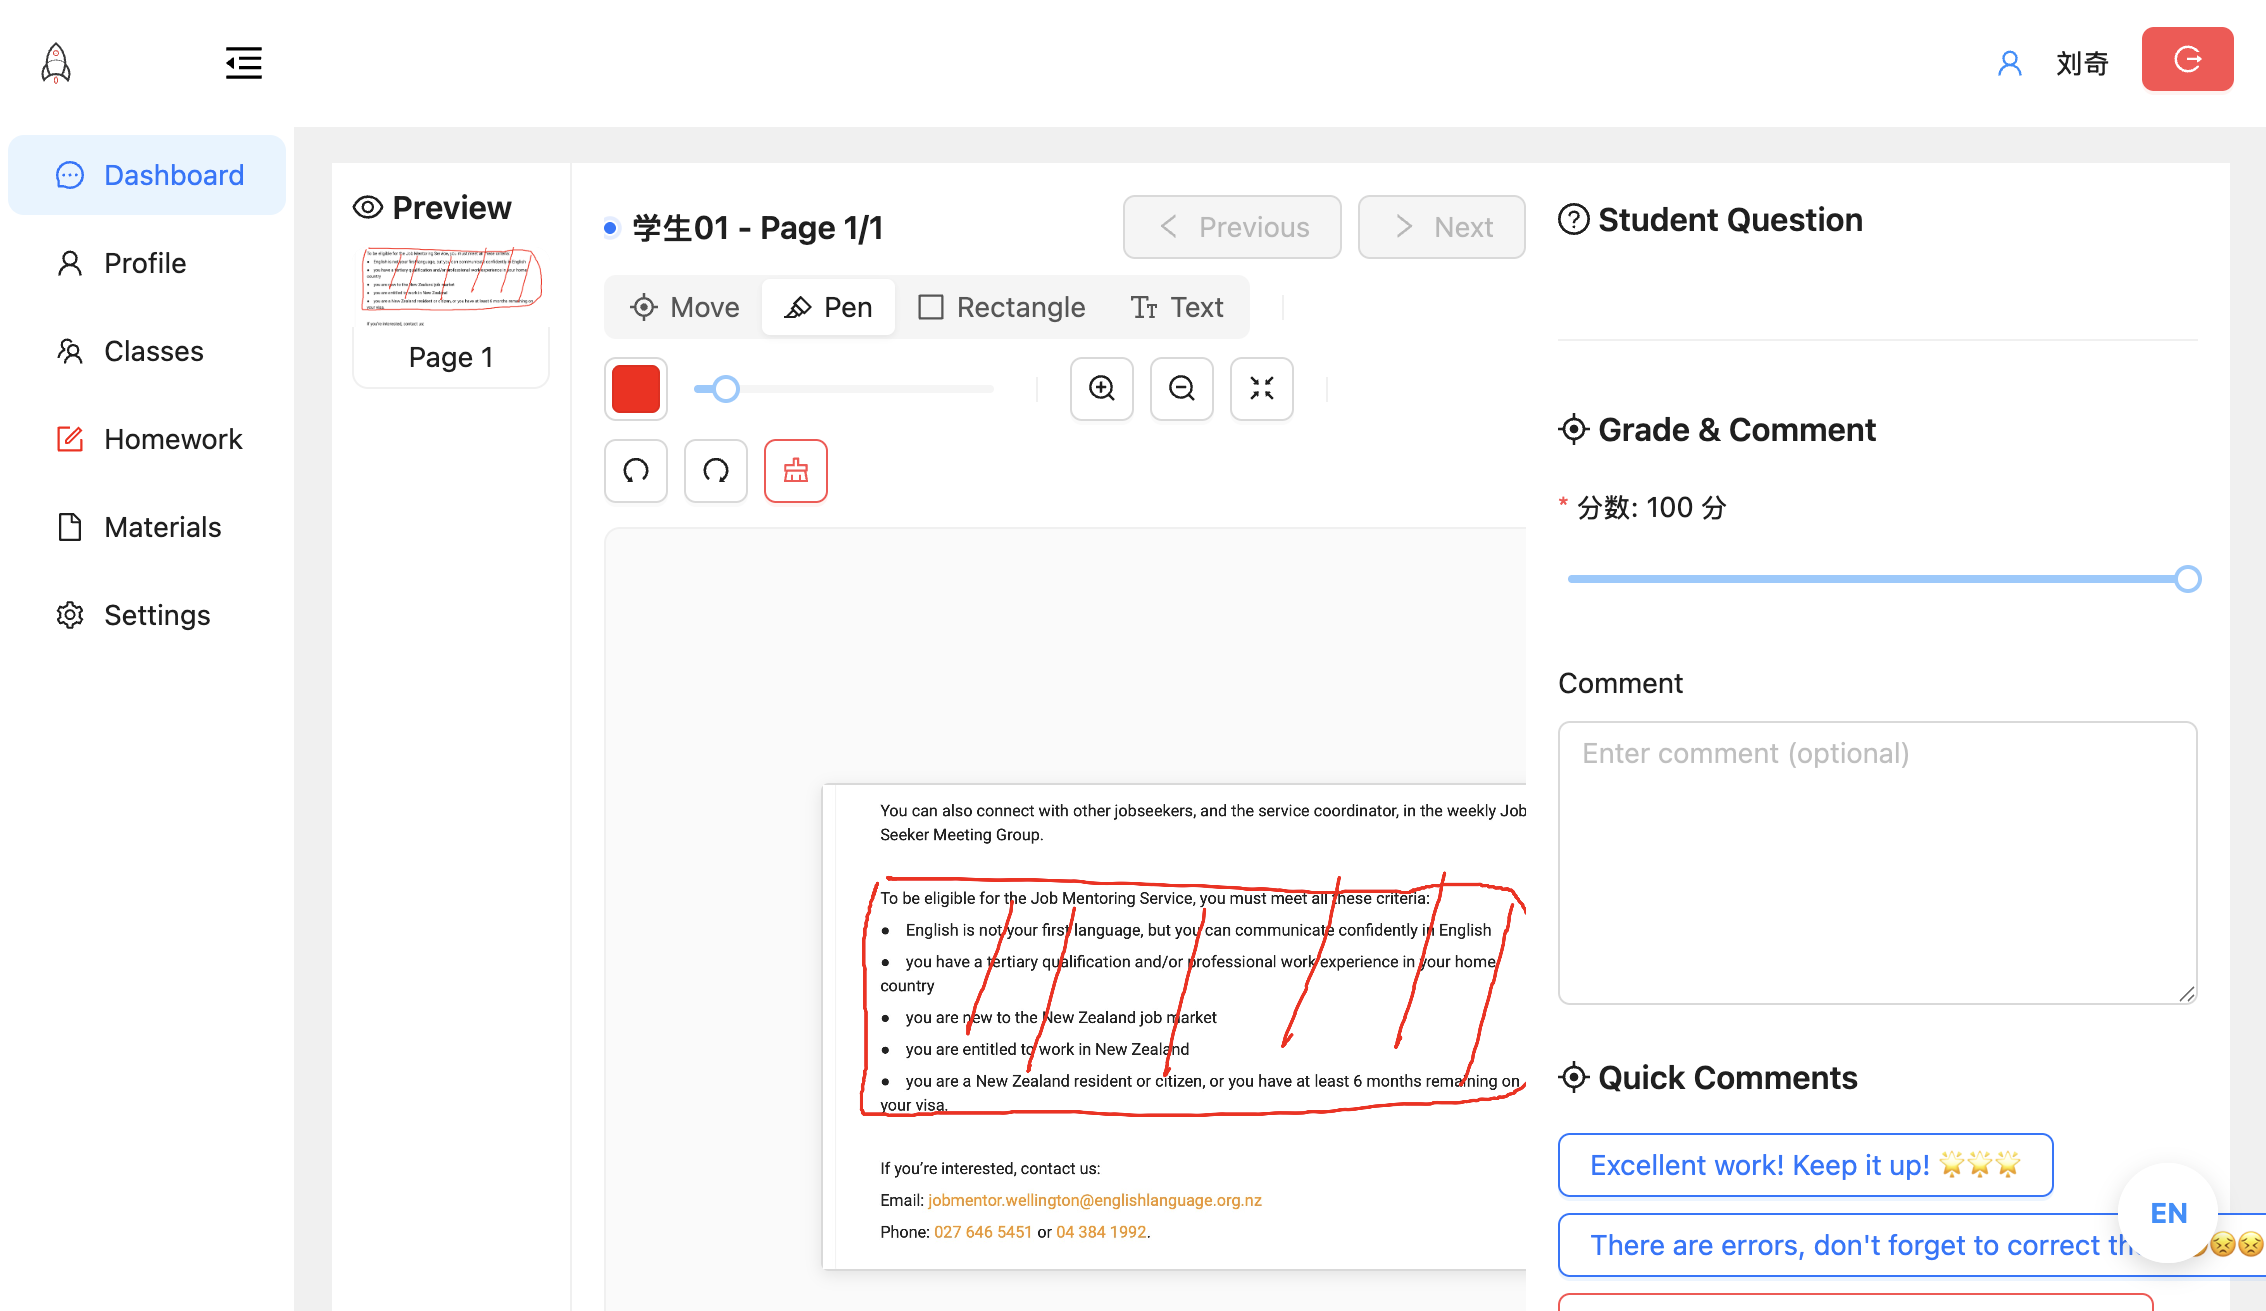 刘奇
Dashboard
Profile
Classes
Homework
Materials
Settings
Preview
Page 1
学生01 - Page 1/1
Previous
Next
Move
Pen
Rectangle
Text
You can also connect with other jobseekers, and the service coordinator, in the weekly Job
Seeker Meeting Group.
To be eligible for the Job Mentoring Service, you must meet all these criteria:
● English is not your first language, but you can communicate confidently in English
● you have a tertiary qualification and/or professional work experience in your home
country
● you are new to the New Zealand job market
● you are entitled to work in New Zealand
● you are a New Zealand resident or citizen, or you have at least 6 months remaining on
your visa.
If you’re interested, contact us:
Email: jobmentor.wellington@englishlanguage.org.nz
Phone: 027 646 5451 or 04 384 1992.
Student Question
Grade & Comment
* 分数: 100 分
Comment
Enter comment (optional)
Quick Comments
Excellent work! Keep it up! 🌟🌟🌟
There are errors, don't forget to correct
EN